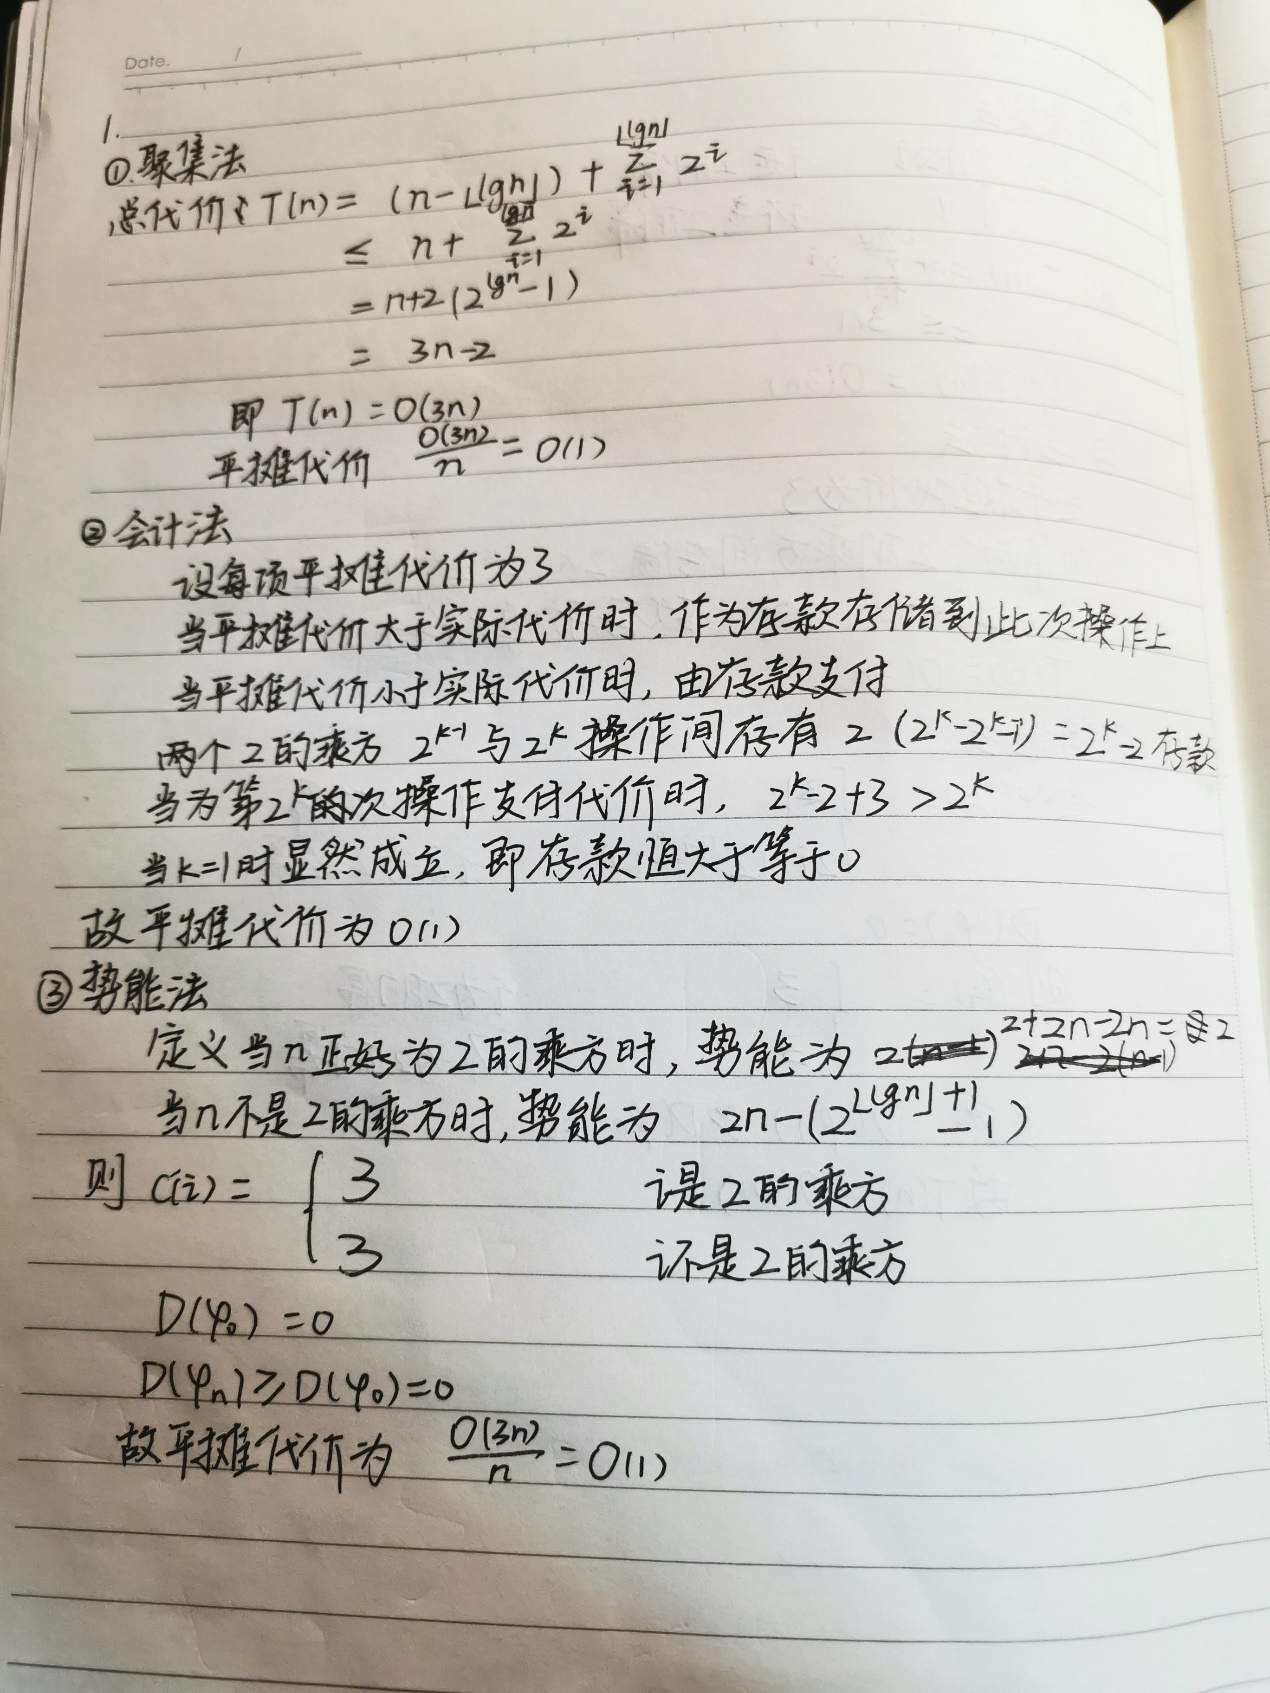 Date. /
1.
①聚集法
总代价 T(n) = (n-⌊lgn⌋) + ∑_{i=1}^{⌊lgn⌋} 2^i
≤ n + ∑_{i=1}^{lgn} 2^i
= n+2(2^{lgn}-1)
= 3n-2
即 T(n) = O(3n)
平摊代价 O(3n)/n = O(1)
②会计法
设每项平摊代价为3
当平摊代价大于实际代价时,作为存款存储到此次操作上
当平摊代价小于实际代价时,由存款支付
两个2的乘方 2^{k-1} 与 2^k 操作间存有 2(2^k-2^{k-1}-1) = 2^k-2存款
当为第2^k的次操作支付代价时, 2^k-2+3 > 2^k
当k=1时显然成立,即存款恒大于等于0
故平摊代价为O(1)
③势能法
定义当n正好为2的乘方时,势能为 2+2n-2n=2
当n不是2的乘方时,势能为 2n-(2^{⌊lgn⌋+1}-1)
则 C(i) = { 3 i是2的乘方
3 i不是2的乘方
D(φ₀) = 0
D(φₙ) ≥ D(φ₀) = 0
故平摊代价为 O(3n)/n = O(1)